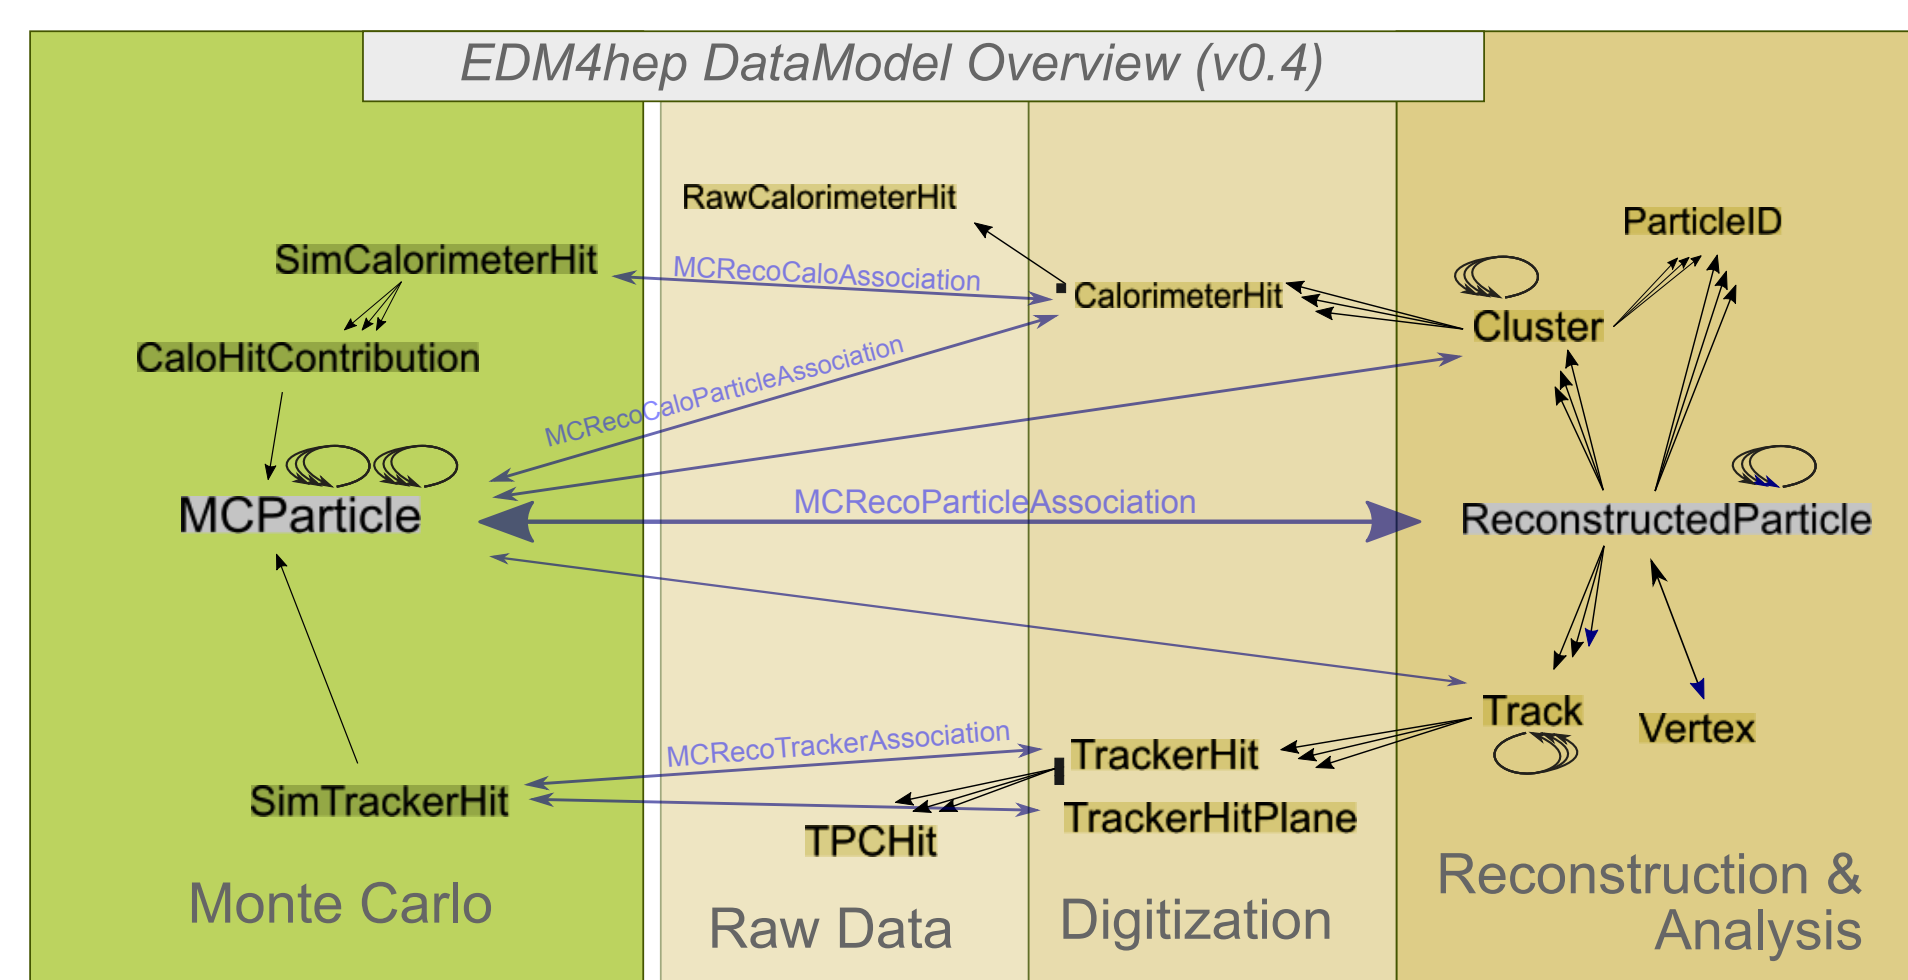 EDM4hep DataModel Overview (v0.4)
RawCalorimeterHit
ParticleID
SimCalorimeterHit
MCRecoCaloAssociation
CalorimeterHit
Cluster
CaloHitContribution
MCRecoCaloParticleAssociation
MCParticle
MCRecoParticleAssociation
ReconstructedParticle
Track
Vertex
MCRecoTrackerAssociation
TrackerHit
SimTrackerHit
TrackerHitPlane
TPCHit
Monte Carlo
Raw Data
Digitization
Reconstruction &
Analysis